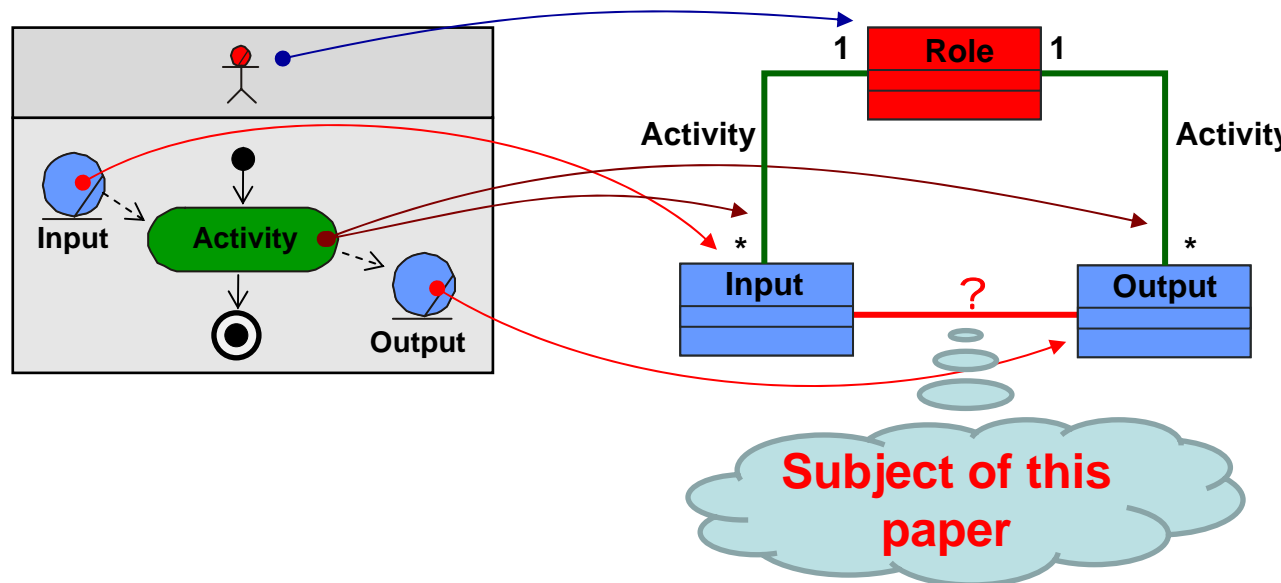 1
Role
1
Activity
Activity
Input
Activity
*
*
Input
Output
?
Output
Subject of this
paper